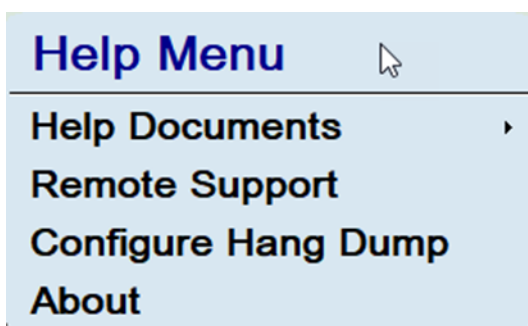 Help Menu
Help Documents
Remote Support
Configure Hang Dump
About